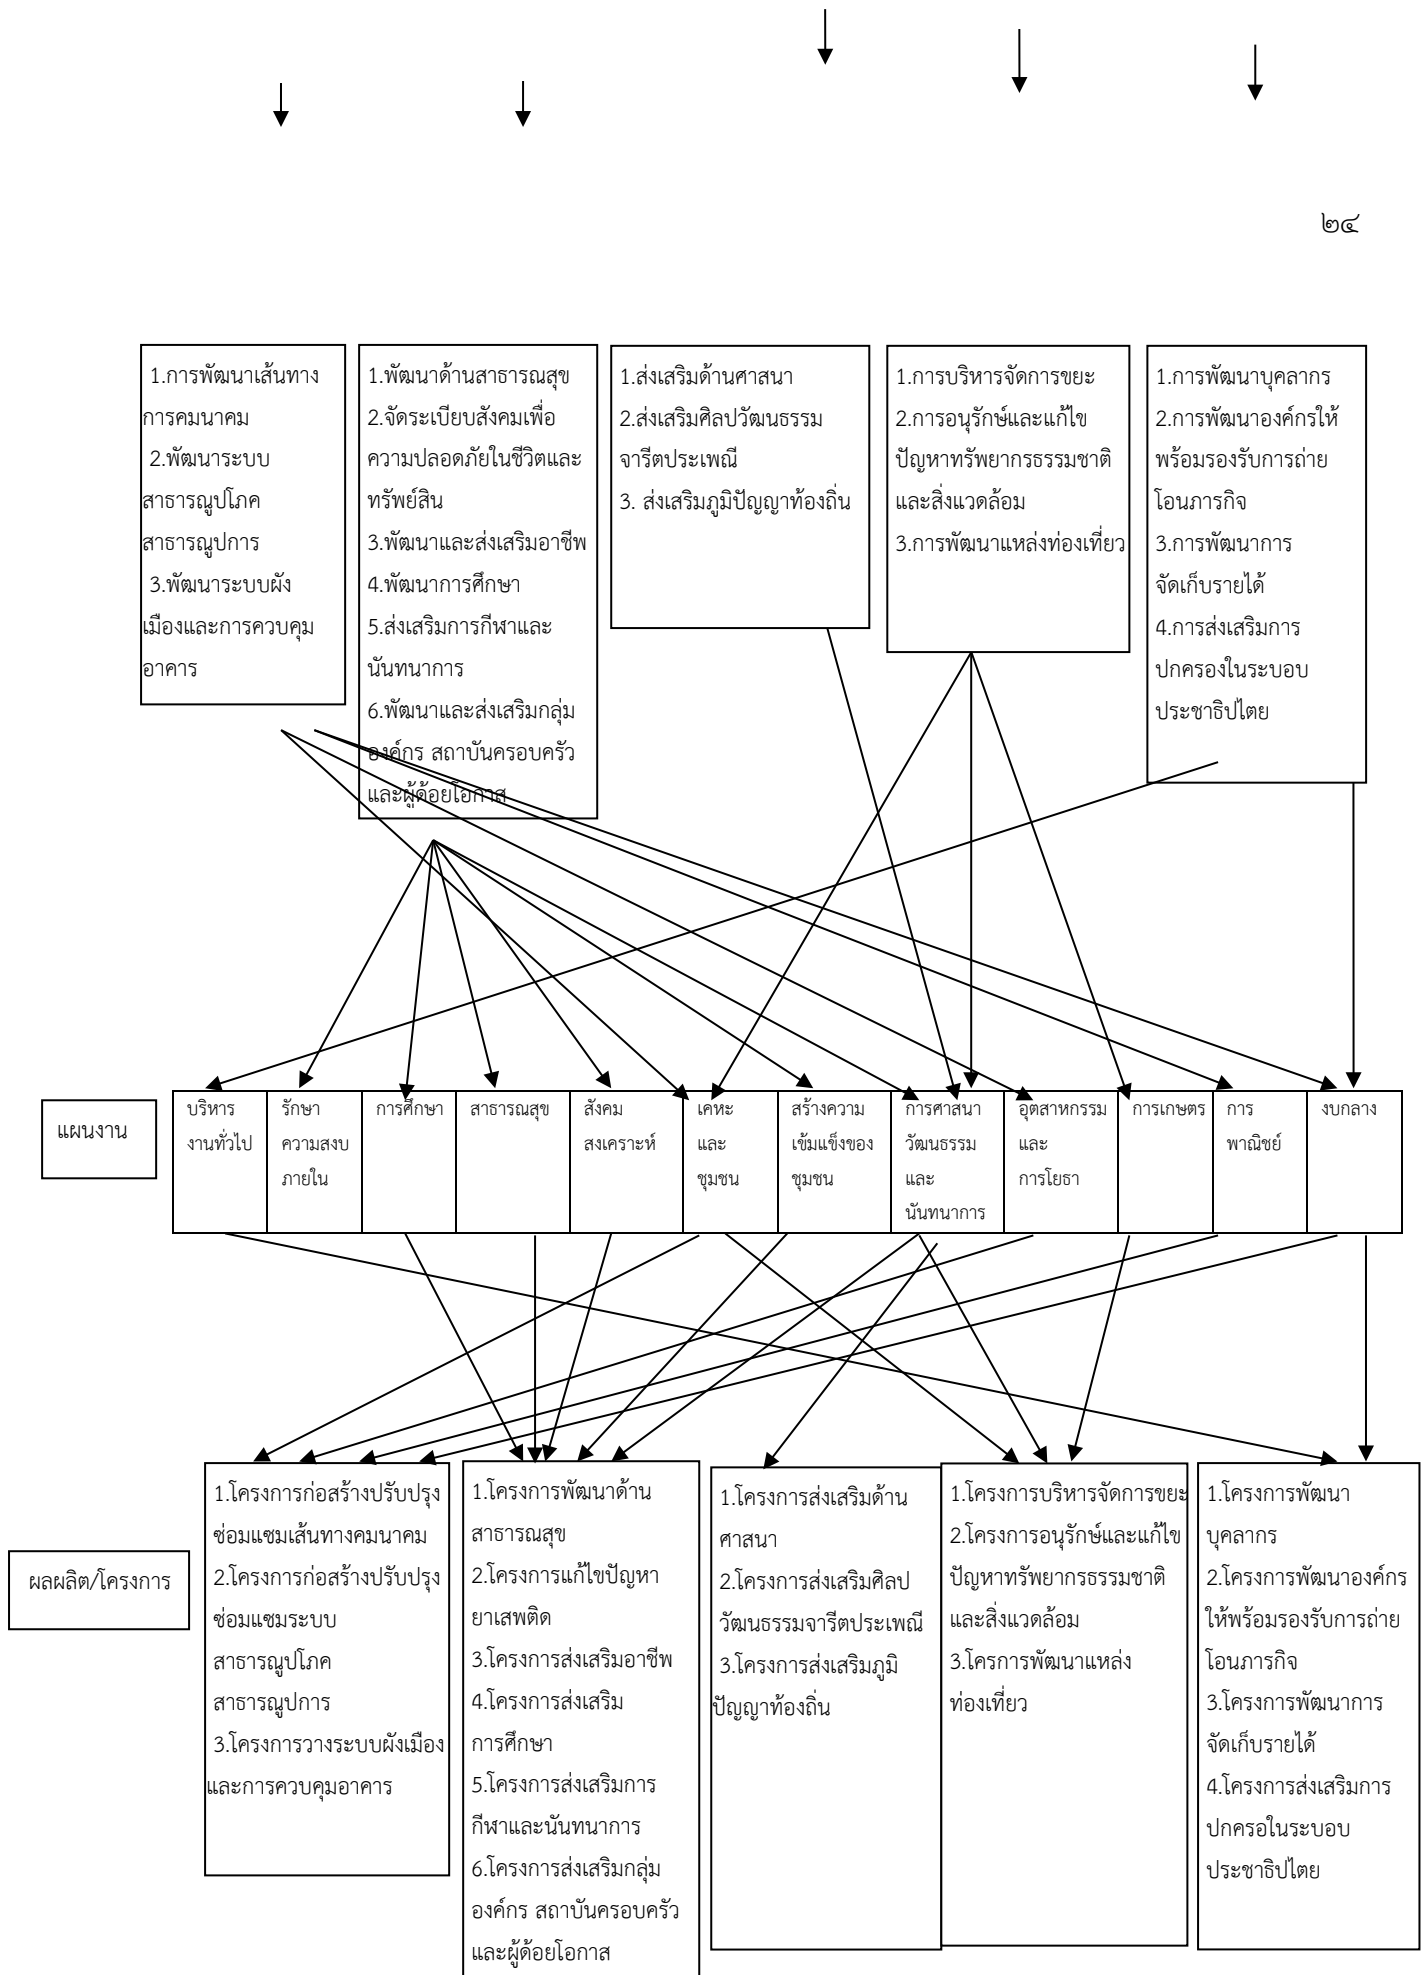 ๒๔
1.การพัฒนาเส้นทาง
การคมนาคม
2.พัฒนาระบบ
สาธารณูปโภค
สาธารณูปการ
3.พัฒนาระบบผัง
เมืองและการควบคุม
อาคาร
1.พัฒนาด้านสาธารณสุข
2.จัดระเบียบสังคมเพื่อ
ความปลอดภัยในชีวิตและ
ทรัพย์สิน
3.พัฒนาและส่งเสริมอาชีพ
4.พัฒนาการศึกษา
5.ส่งเสริมการกีฬาและ
นันทนาการ
6.พัฒนาและส่งเสริมกลุ่ม
องค์กร สถาบันครอบครัว
และผู้ด้อยโอกาส
1.ส่งเสริมด้านศาสนา
2.ส่งเสริมศิลปวัฒนธรรม
จารีตประเพณี
3. ส่งเสริมภูมิปัญญาท้องถิ่น
1.การบริหารจัดการขยะ
2.การอนุรักษ์และแก้ไข
ปัญหาทรัพยากรธรรมชาติ
และสิ่งแวดล้อม
3.การพัฒนาแหล่งท่องเที่ยว
1.การพัฒนาบุคลากร
2.การพัฒนาองค์กรให้
พร้อมรองรับการถ่าย
โอนภารกิจ
3.การพัฒนาการ
จัดเก็บรายได้
4.การส่งเสริมการ
ปกครองในระบอบ
ประชาธิปไตย
แผนงาน
บริหาร
งานทั่วไป
รักษา
ความสงบ
ภายใน
การศึกษา
สาธารณสุข
สังคม
สงเคราะห์
เคหะ
และ
ชุมชน
สร้างความ
เข้มแข็งของ
ชุมชน
การศาสนา
วัฒนธรรม
และ
นันทนาการ
อุตสาหกรรม
และ
การโยธา
การเกษตร
การ
พาณิชย์
งบกลาง
ผลผลิต/โครงการ
1.โครงการก่อสร้างปรับปรุง
ซ่อมแซมเส้นทางคมนาคม
2.โครงการก่อสร้างปรับปรุง
ซ่อมแซมระบบ
สาธารณูปโภค
สาธารณูปการ
3.โครงการวางระบบผังเมือง
และการควบคุมอาคาร
1.โครงการพัฒนาด้าน
สาธารณสุข
2.โครงการแก้ไขปัญหา
ยาเสพติด
3.โครงการส่งเสริมอาชีพ
4.โครงการส่งเสริม
การศึกษา
5.โครงการส่งเสริมการ
กีฬาและนันทนาการ
6.โครงการส่งเสริมกลุ่ม
องค์กร สถาบันครอบครัว
และผู้ด้อยโอกาส
1.โครงการส่งเสริมด้าน
ศาสนา
2.โครงการส่งเสริมศิลป
วัฒนธรรมจารีตประเพณี
3.โครงการส่งเสริมภูมิ
ปัญญาท้องถิ่น
1.โครงการบริหารจัดการขยะ
2.โครงการอนุรักษ์และแก้ไข
ปัญหาทรัพยากรธรรมชาติ
และสิ่งแวดล้อม
3.โครการพัฒนาแหล่ง
ท่องเที่ยว
1.โครงการพัฒนา
บุคลากร
2.โครงการพัฒนาองค์กร
ให้พร้อมรองรับการถ่าย
โอนภารกิจ
3.โครงการพัฒนาการ
จัดเก็บรายได้
4.โครงการส่งเสริมการ
ปกครอในระบอบ
ประชาธิปไตย